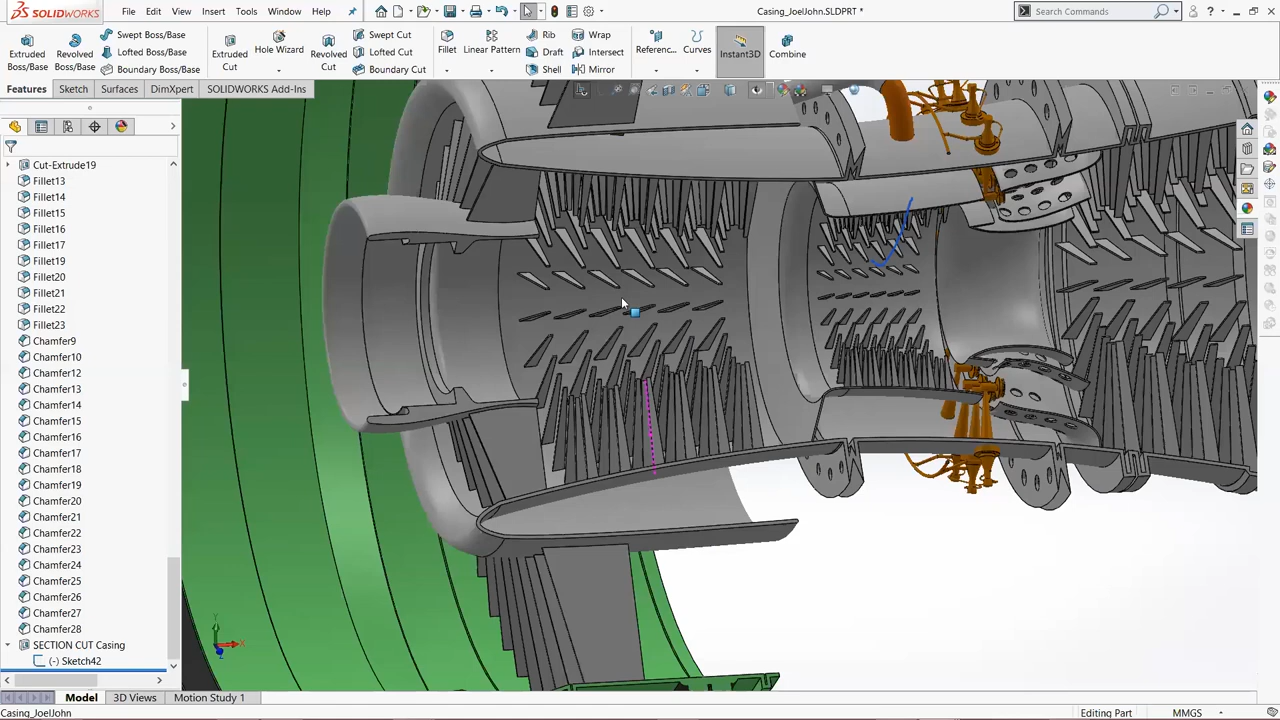 SOLIDWORKS File Edit View Insert Tools Window Help Casing_JoelJohn.SLDPRT * Search Commands
Extruded Boss/Base
Revolved Boss/Base
Swept Boss/Base
Lofted Boss/Base
Boundary Boss/Base
Extruded Cut
Hole Wizard
Revolved Cut
Swept Cut
Lofted Cut
Boundary Cut
Fillet
Linear Pattern
Rib
Draft
Shell
Wrap
Intersect
Mirror
Referenc...
Curves
Instant3D
Combine
Features Sketch Surfaces DimXpert SOLIDWORKS Add-Ins
Cut-Extrude19
Fillet13
Fillet14
Fillet15
Fillet16
Fillet17
Fillet19
Fillet20
Fillet21
Fillet22
Fillet23
Chamfer9
Chamfer10
Chamfer12
Chamfer13
Chamfer14
Chamfer15
Chamfer16
Chamfer17
Chamfer18
Chamfer19
Chamfer20
Chamfer21
Chamfer22
Chamfer23
Chamfer24
Chamfer25
Chamfer26
Chamfer27
Chamfer28
SECTION CUT Casing
(-) Sketch42
Y
X
Z
Model 3D Views Motion Study 1
Casing_JoelJohn Editing Part MMGS